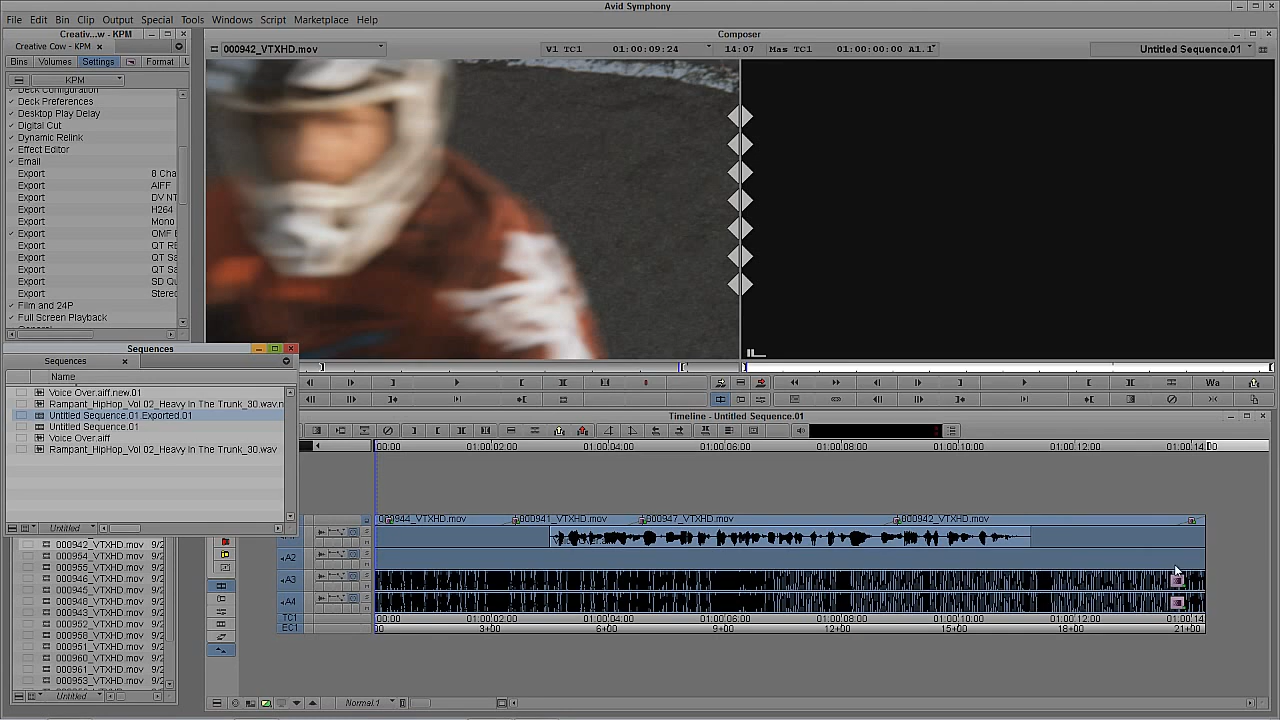 Avid Symphony
File Edit Bin Clip Output Special Tools Windows Script Marketplace Help
Creativ...w - KPM
Creative Cow - KPM
Bins Volumes Settings Format
KPM
Deck Configuration
Deck Preferences
Desktop Play Delay
Digital Cut
Dynamic Relink
Effect Editor
Email
Export 8 Cha
Export AIFF
Export DV NT
Export H264
Export Mono
Export OMF
Export QT RE
Export QT Sa
Export QT Sa
Export QT Sa
Export SD Qu
Export Stereo
Film and 24P
Full Screen Playback
General
Composer
000942_VTXHD.mov V1 TC1 01:00:09:24 14:07 Mas TC1 01:00:00:00 A1.1 Untitled Sequence.01
Sequences
Sequences
Name
Voice Over.aiff.new.01
Rampant_HipHop_Vol 02_Heavy In The Trunk_30.wav.n
Untitled Sequence.01.Exported.01
Untitled Sequence.01
Voice Over.aiff
Rampant_HipHop_Vol 02_Heavy In The Trunk_30.wav
Untitled
Wa
Timeline - Untitled Sequence.01
00:00 01:00:02:00 01:00:04:00 01:00:06:00 01:00:08:00 01:00:10:00 01:00:12:00 01:00:14:00
000944_VTXHD.mov 000941_VTXHD.mov 000947_VTXHD.mov 000942_VTXHD.mov
A2
A3
A4
TC1 00:00 01:00:02:00 01:00:04:00 01:00:06:00 01:00:08:00 01:00:10:00 01:00:12:00 01:00:14
EC1 00 3+00 6+00 9+00 12+00 15+00 18+00 21+00
000942_VTXHD.mov 9/2
000954_VTXHD.mov 9/2
000955_VTXHD.mov 9/2
000956_VTXHD.mov 9/2
000945_VTXHD.mov 9/2
000948_VTXHD.mov 9/2
000952_VTXHD.mov 9/2
000958_VTXHD.mov 9/2
000951_VTXHD.mov 9/2
000960_VTXHD.mov 9/2
000961_VTXHD.mov 9/2
000953_VTXHD.mov 9/2
Untitled
Normal.1